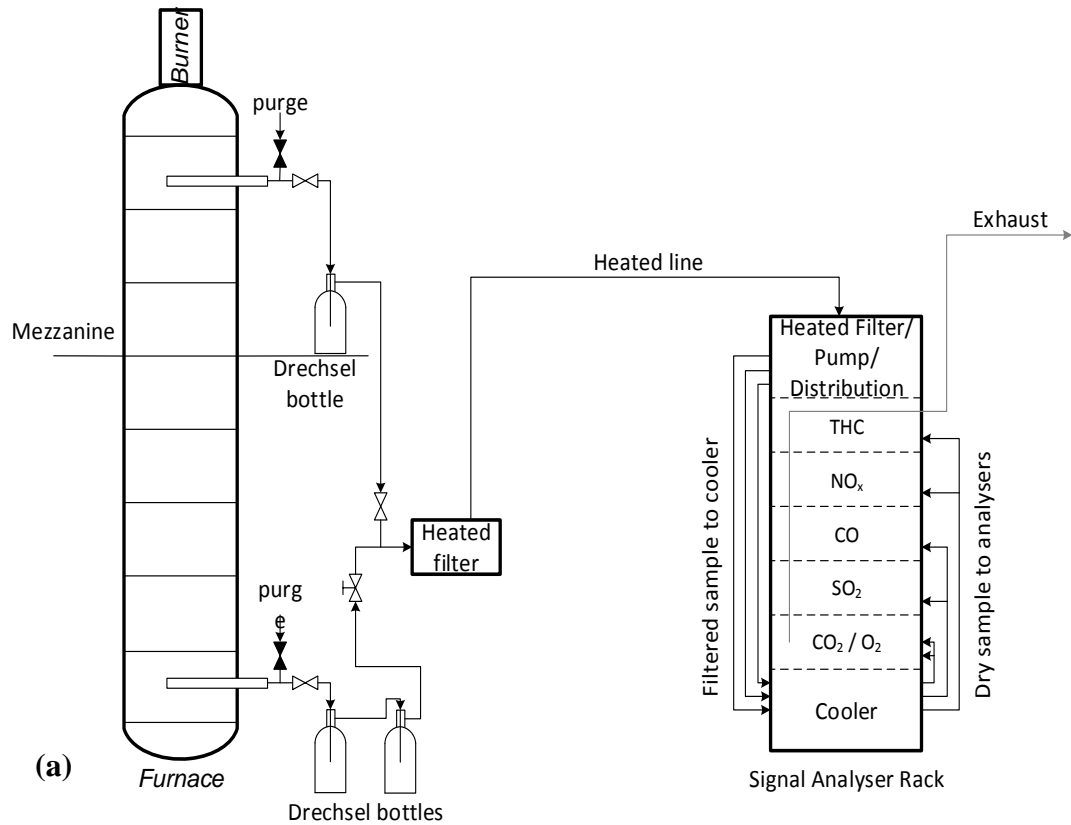 Burner
purge
Exhaust
Heated line
Mezzanine
Drechsel
bottle
Heated Filter/
Pump/
Distribution
THC
NOₓ
CO
SO₂
CO₂ / O₂
Cooler
Filtered sample to cooler
Dry sample to analysers
Heated
filter
purg
e
(a)
Furnace
Drechsel bottles
Signal Analyser Rack